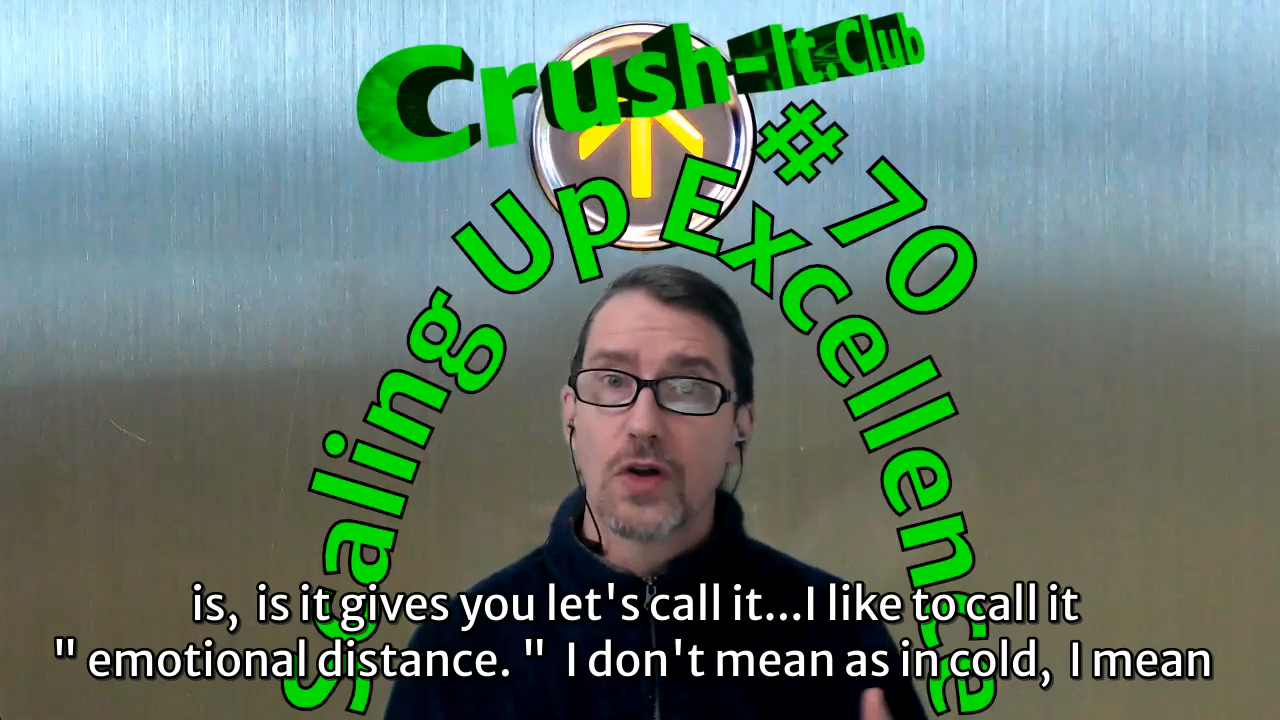 Crush-It.Club
# 70
Scaling Up Excellence
is, is it gives you let's call it...I like to call it
" emotional distance. " I don't mean as in cold, I mean